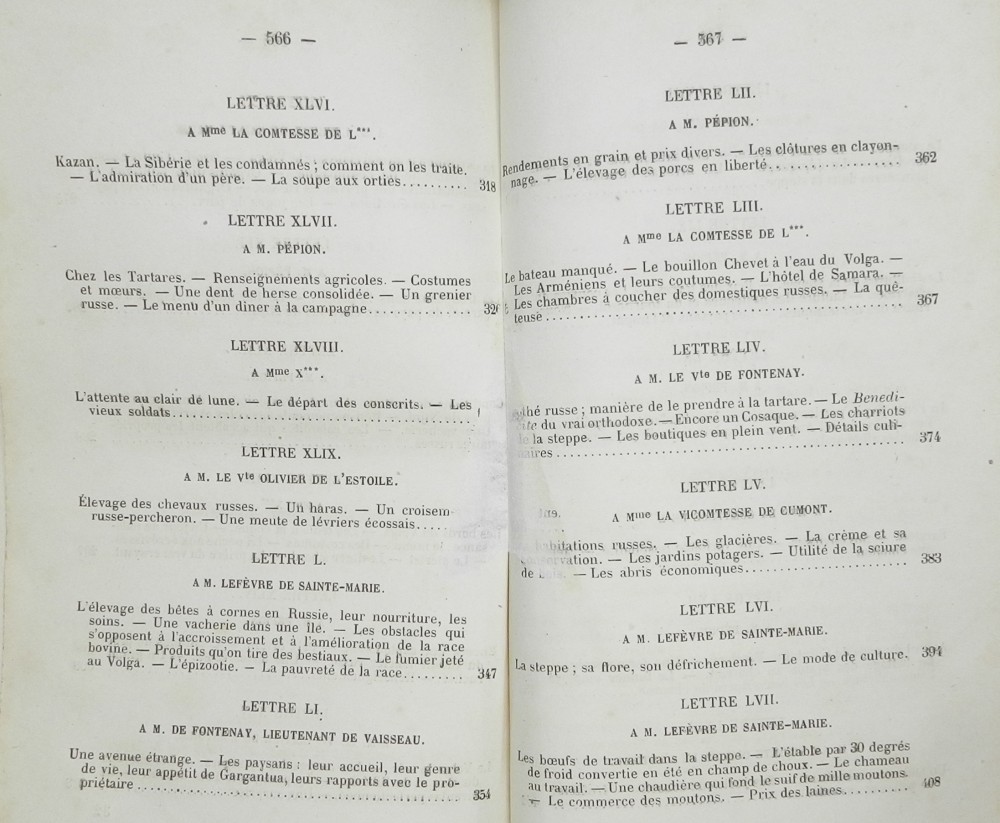 — 566 —
LETTRE XLVI.
A Mme LA COMTESSE DE L***.
Kazan. — La Sibérie et les condamnés ; comment on les traite.
— L'admiration d'un père. — La soupe aux orties.......... 318
LETTRE XLVII.
A M. PÉPION.
Chez les Tartares. — Renseignements agricoles. — Costumes
et mœurs. — Une dent de herse consolidée. — Un grenier
russe. — Le menu d'un dîner à la campagne............... 326
LETTRE XLVIII.
A Mme X***.
L'attente au clair de lune. — Le départ des conscrits. — Les
vieux soldats............................................
LETTRE XLIX.
A M. LE Vte OLIVIER DE L'ESTOILE.
Élevage des chevaux russes. — Un haras. — Un croisem
russe-percheron. — Une meute de lévriers écossais.....
LETTRE L.
A M. LEFÈVRE DE SAINTE-MARIE.
L'élevage des bêtes à cornes en Russie, leur nourriture, les
soins. — Une vacherie dans une île. — Les obstacles qui
s'opposent à l'accroissement et à l'amélioration de la race
bovine. — Produits qu'on tire des bestiaux. — Le fumier jeté
au Volga. — L'épizootie. — La pauvreté de la race......... 347
LETTRE LI.
A M. DE FONTENAY, LIEUTENANT DE VAISSEAU.
Une avenue étrange. — Les paysans : leur accueil, leur genre
de vie, leur appétit de Gargantua, leurs rapports avec le pro-
priétaire ............................................... 354
— 367 —
LETTRE LII.
A M. PÉPION.
Rendements en grain et prix divers. — Les clôtures en clayon-
nage. — L'élevage des porcs en liberté.................. 362
LETTRE LIII.
A Mme LA COMTESSE DE L***.
Le bateau manqué. — Le bouillon Chevet à l'eau du Volga. —
Les Arméniens et leurs coutumes. — L'hôtel de Samara. —
Les chambres à coucher des domestiques russes. — La quê-
teuse ................................................... 367
LETTRE LIV.
A M. LE Vte DE FONTENAY.
thé russe ; manière de le prendre à la tartare. — Le Benedi-
ite du vrai orthodoxe. — Encore un Cosaque. — Les charriots
la steppe. — Les boutiques en plein vent. — Détails culi-
aires ................................................... 374
LETTRE LV.
A Mme LA VICOMTESSE DE CUMONT.
bitations russes. — Les glacières. — La crème et sa
rvation. — Les jardins potagers. — Utilité de la sciure
de — Les abris économiques....................... 383
LETTRE LVI.
A M. LEFÈVRE DE SAINTE-MARIE.
La steppe ; sa flore, son défrichement. — Le mode de culture. 394
LETTRE LVII.
A M. LEFÈVRE DE SAINTE-MARIE.
Les bœufs de travail dans la steppe. — L'étable par 30 degrés
de froid convertie en été en champ de choux. — Le chameau
au travail. — Une chaudière qui fond le suif de mille moutons.
— Le commerce des moutons. — Prix des laines.......... 408